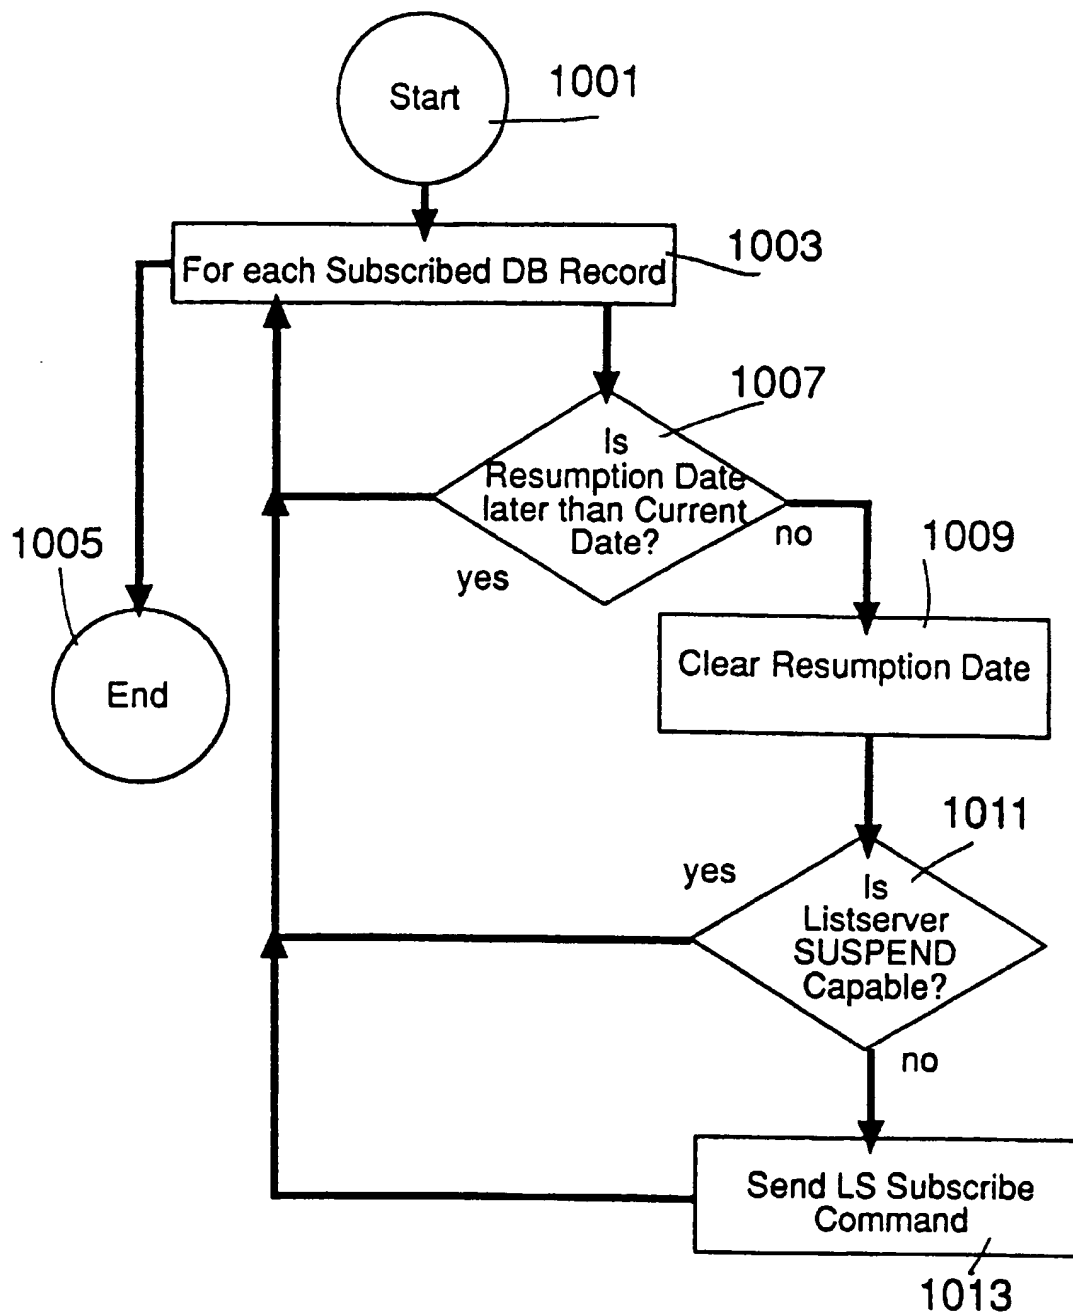 Start
1001
For each Subscribed DB Record
1003
1007
Is
Resumption Date
later than Current
Date?
no
yes
1005
End
1009
Clear Resumption Date
1011
yes
Is
Listserver
SUSPEND
Capable?
no
Send LS Subscribe
Command
1013